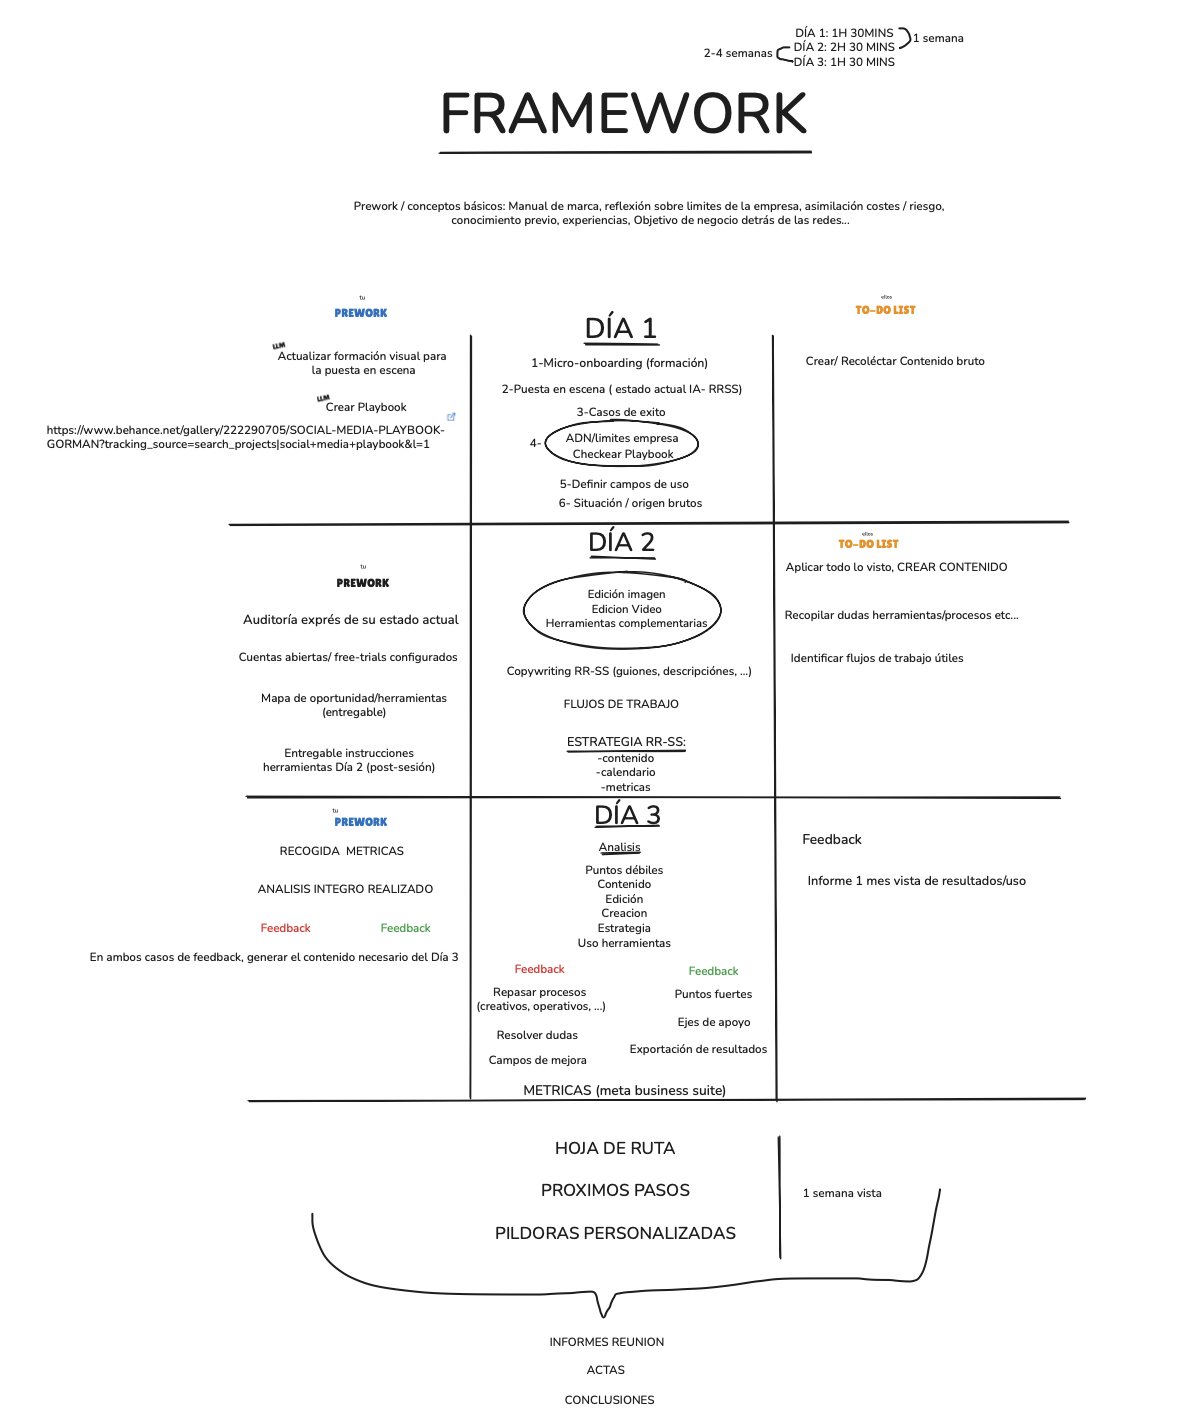 DÍA 1: 1H 30MINS
1 semana
2-4 semanas
DÍA 2: 2H 30 MINS
DÍA 3: 1H 30 MINS
FRAMEWORK
Prework / conceptos básicos: Manual de marca, reflexión sobre limites de la empresa, asimilación costes / riesgo,
conocimiento previo, experiencias, Objetivo de negocio detrás de las redes...
tu
PREWORK
LLM
Actualizar formación visual para
la puesta en escena
LLM
Crear Playbook
https://www.behance.net/gallery/222290705/SOCIAL-MEDIA-PLAYBOOK-
GORMAN?tracking_source=search_projects|social+media+playbook&l=1
DÍA 1
1-Micro-onboarding (formación)
2-Puesta en escena ( estado actual IA- RRSS)
3-Casos de exito
4-
ADN/limites empresa
Checkear Playbook
5-Definir campos de uso
6- Situación / origen brutos
ellos
TO-DO LIST
Crear/ Recoléctar Contenido bruto
tu
PREWORK
Auditoría exprés de su estado actual
Cuentas abiertas/ free-trials configurados
Mapa de oportunidad/herramientas
(entregable)
Entregable instrucciones
herramientas Día 2 (post-sesión)
DÍA 2
Edición imagen
Edicion Video
Herramientas complementarias
Copywriting RR-SS (guiones, descripciónes, ...)
FLUJOS DE TRABAJO
ESTRATEGIA RR-SS:
-contenido
-calendario
-metricas
ellos
TO-DO LIST
Aplicar todo lo visto, CREAR CONTENIDO
Recopilar dudas herramientas/procesos etc...
Identificar flujos de trabajo útiles
tu
PREWORK
RECOGIDA METRICAS
ANALISIS INTEGRO REALIZADO
Feedback Feedback
En ambos casos de feedback, generar el contenido necesario del Día 3
DÍA 3
Analisis
Puntos débiles
Contenido
Edición
Creacion
Estrategia
Uso herramientas
Feedback
Repasar procesos
(creativos, operativos, ...)
Resolver dudas
Campos de mejora
Feedback
Puntos fuertes
Ejes de apoyo
Exportación de resultados
METRICAS (meta business suite)
Feedback
Informe 1 mes vista de resultados/uso
HOJA DE RUTA
PROXIMOS PASOS
PILDORAS PERSONALIZADAS
1 semana vista
INFORMES REUNION
ACTAS
CONCLUSIONES